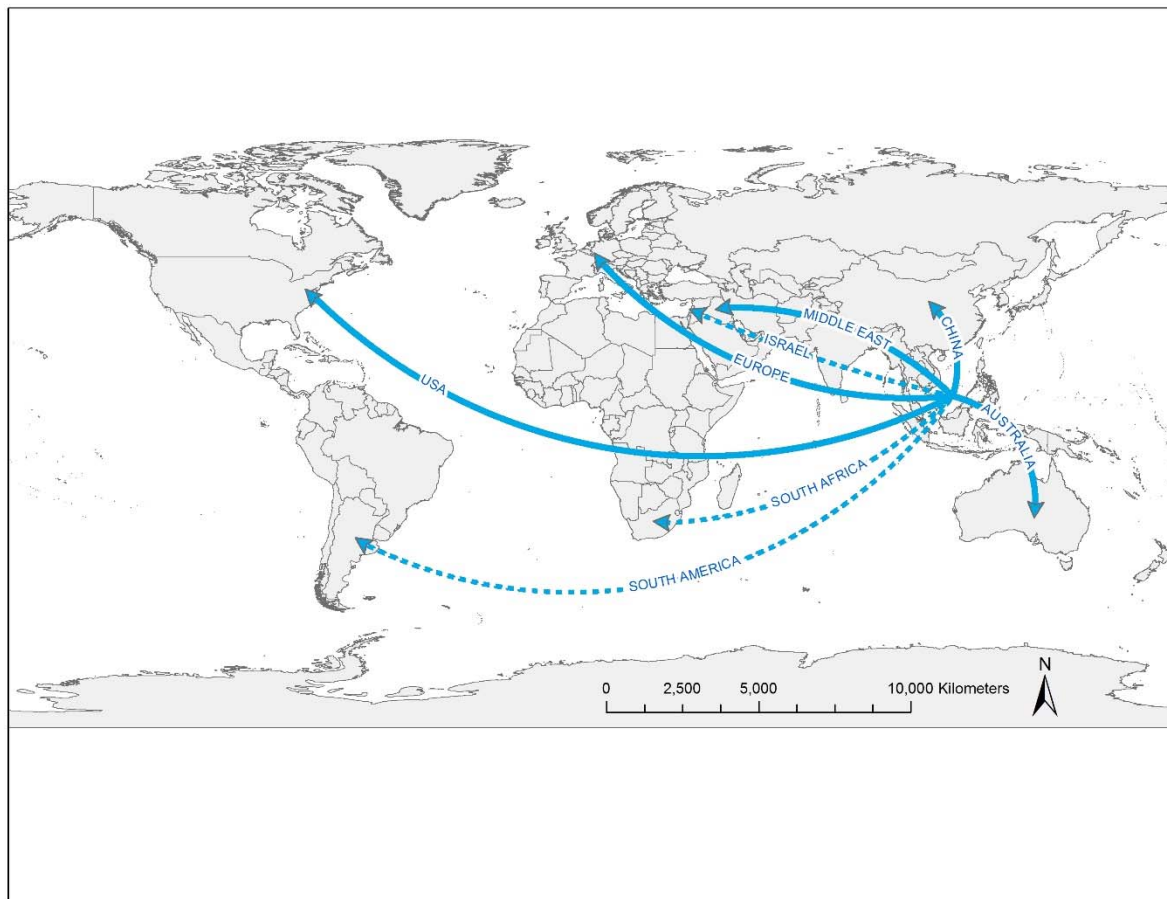 USA
EUROPE
ISRAEL
MIDDLE EAST
CHINA
AUSTRALIA
SOUTH AFRICA
SOUTH AMERICA
0 2,500 5,000 10,000 Kilometers
N